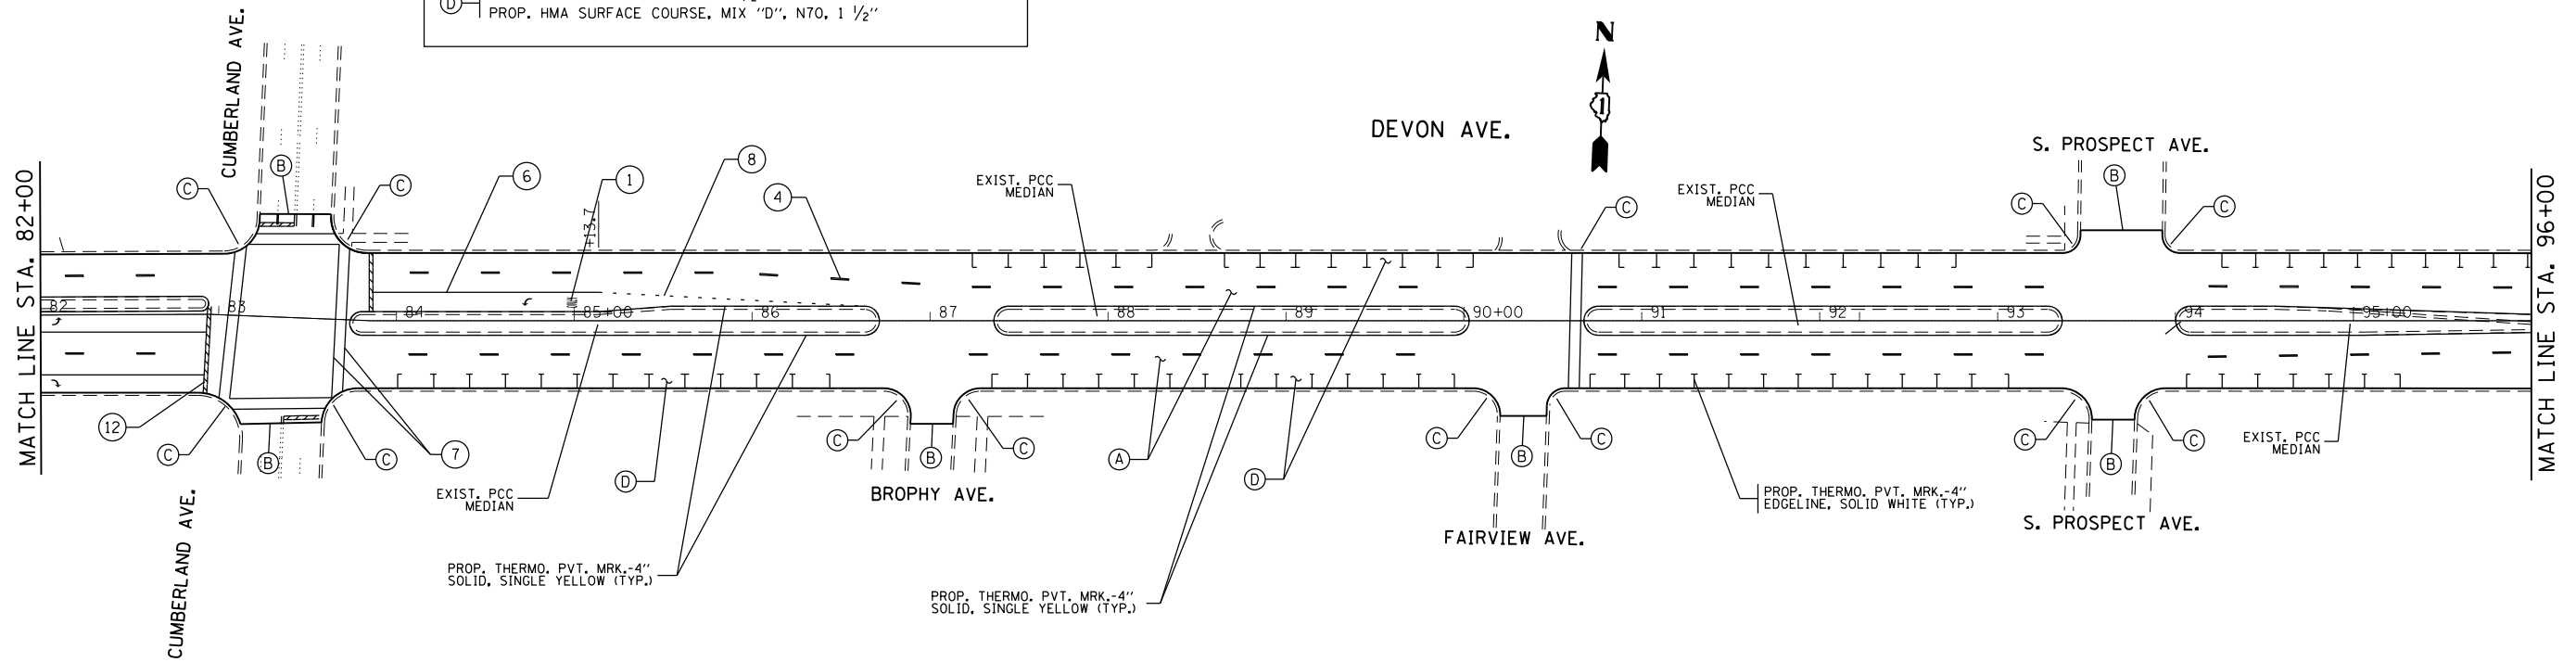 D
PROP. HMA SURFACE COURSE, MIX "D", N70, 1 1/2"
CUMBERLAND AVE.
N
1
DEVON AVE.
S. PROSPECT AVE.
MATCH LINE STA. 82+00
MATCH LINE STA. 96+00
C
B
C
6
1
8
4
+13.7
EXIST. PCC
MEDIAN
C
EXIST. PCC
MEDIAN
C
B
C
82
83
84
85+00
86
87
88
89
90+00
91
92
93
94
95+00
12
C
B
C
7
EXIST. PCC
MEDIAN
D
C
B
C
BROPHY AVE.
A
D
C
B
C
FAIRVIEW AVE.
PROP. THERMO. PVT. MRK.-4"
EDGELINE, SOLID WHITE (TYP.)
C
B
C
S. PROSPECT AVE.
EXIST. PCC
MEDIAN
CUMBERLAND AVE.
PROP. THERMO. PVT. MRK.-4"
SOLID, SINGLE YELLOW (TYP.)
PROP. THERMO. PVT. MRK.-4"
SOLID, SINGLE YELLOW (TYP.)